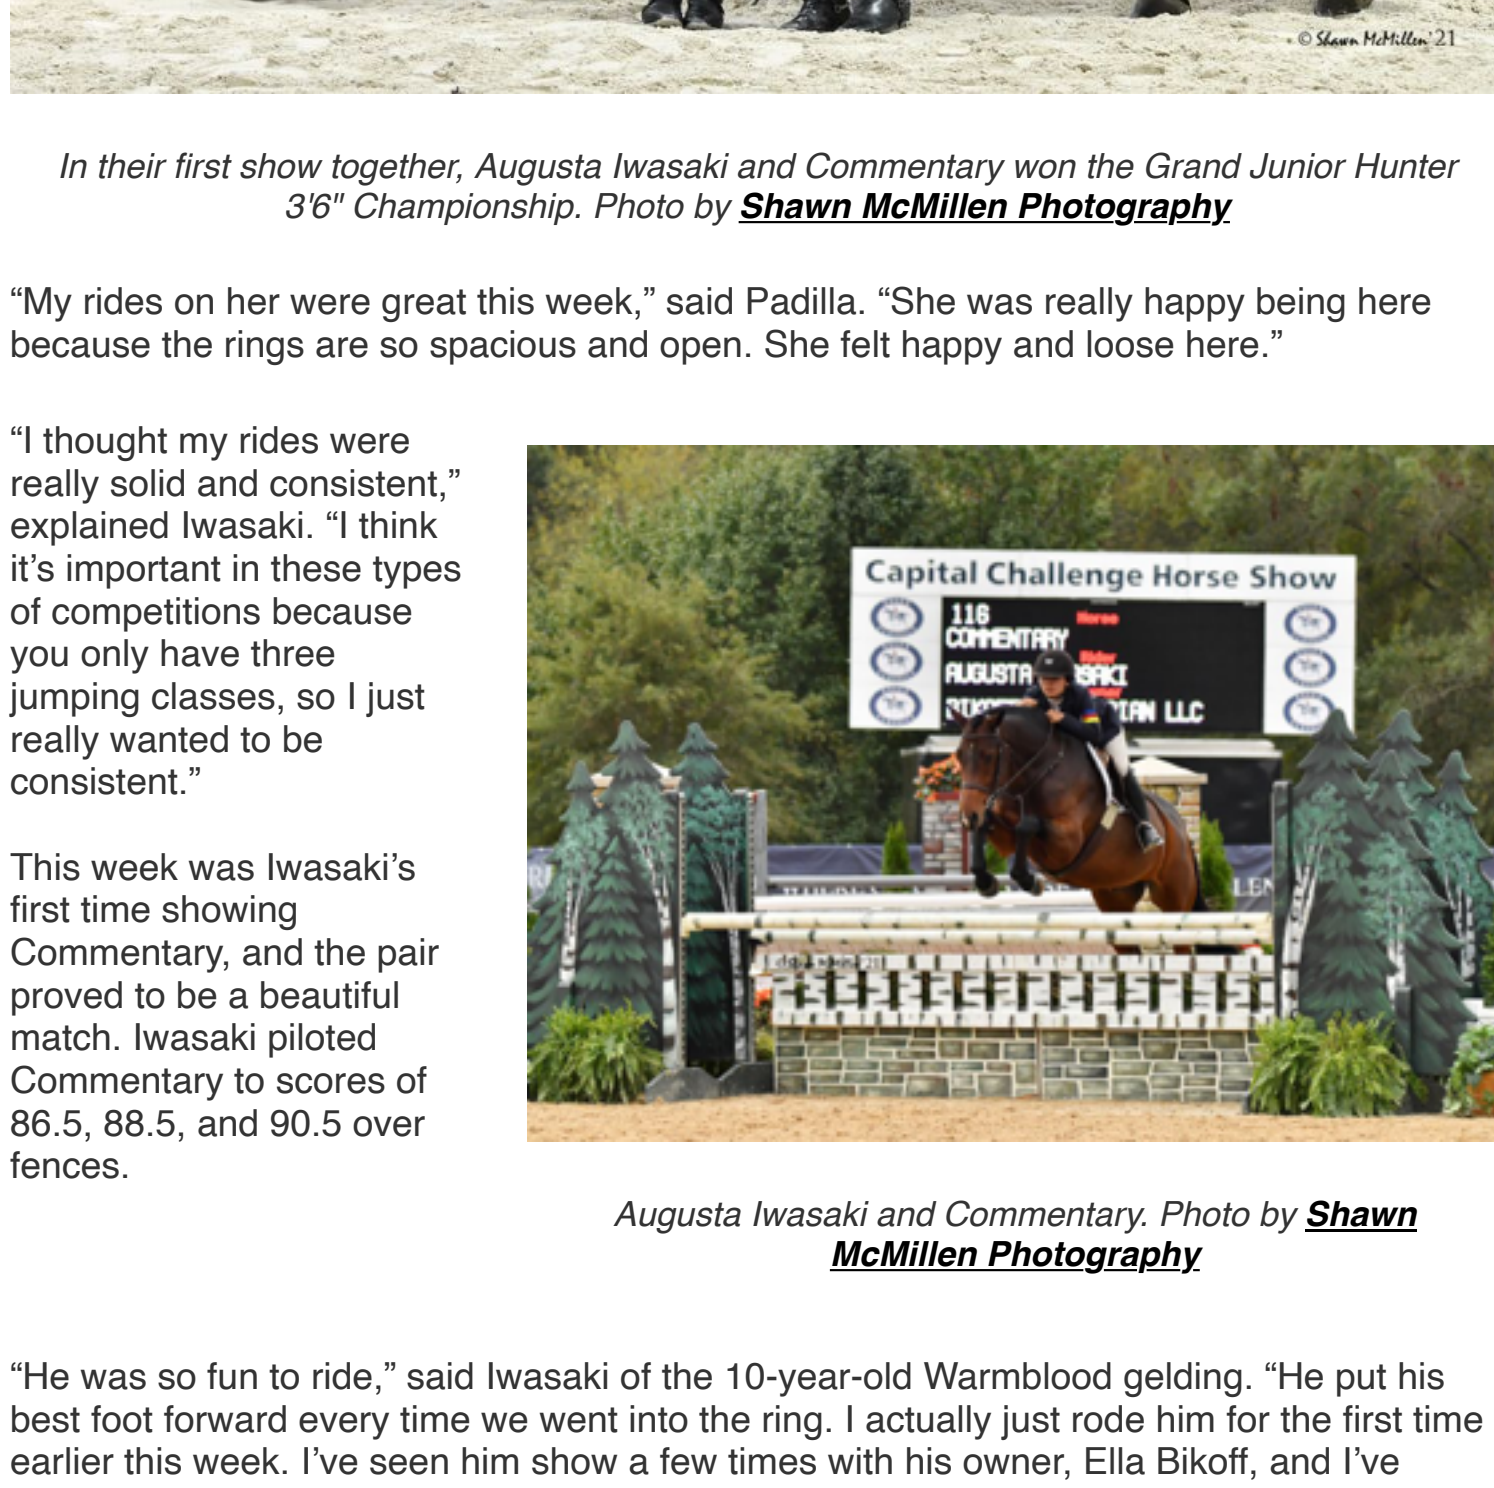 © Shawn McMillen '21
In their first show together, Augusta Iwasaki and Commentary won the Grand Junior Hunter
3'6" Championship. Photo by Shawn McMillen Photography
“My rides on her were great this week,” said Padilla. “She was really happy being here
because the rings are so spacious and open. She felt happy and loose here.”
“I thought my rides were
really solid and consistent,”
explained Iwasaki. “I think
it’s important in these types
of competitions because
you only have three
jumping classes, so I just
really wanted to be
consistent.”
This week was Iwasaki’s
first time showing
Commentary, and the pair
proved to be a beautiful
match. Iwasaki piloted
Commentary to scores of
86.5, 88.5, and 90.5 over
fences.
Capital Challenge Horse Show
116 Horse
COMMENTARY
Rider
AUGUSTA
LLC
Augusta Iwasaki and Commentary. Photo by Shawn
McMillen Photography
“He was so fun to ride,” said Iwasaki of the 10-year-old Warmblood gelding. “He put his
best foot forward every time we went into the ring. I actually just rode him for the first time
earlier this week. I’ve seen him show a few times with his owner, Ella Bikoff, and I’ve